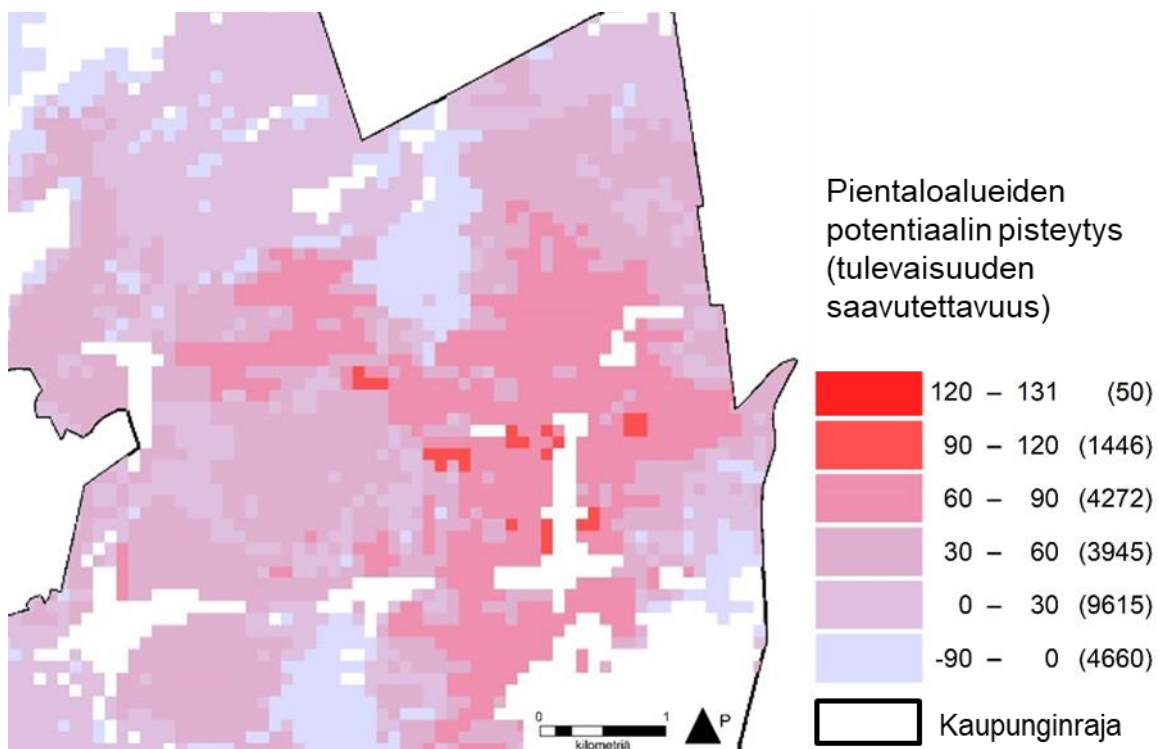 Pientaloalueiden
potentiaalin pisteytys
(tulevaisuuden
saavutettavuus)
120 – 131 (50)
90 – 120 (1446)
60 – 90 (4272)
30 – 60 (3945)
0 – 30 (9615)
-90 – 0 (4660)
Kaupunginraja
0 1
kilometriä
P